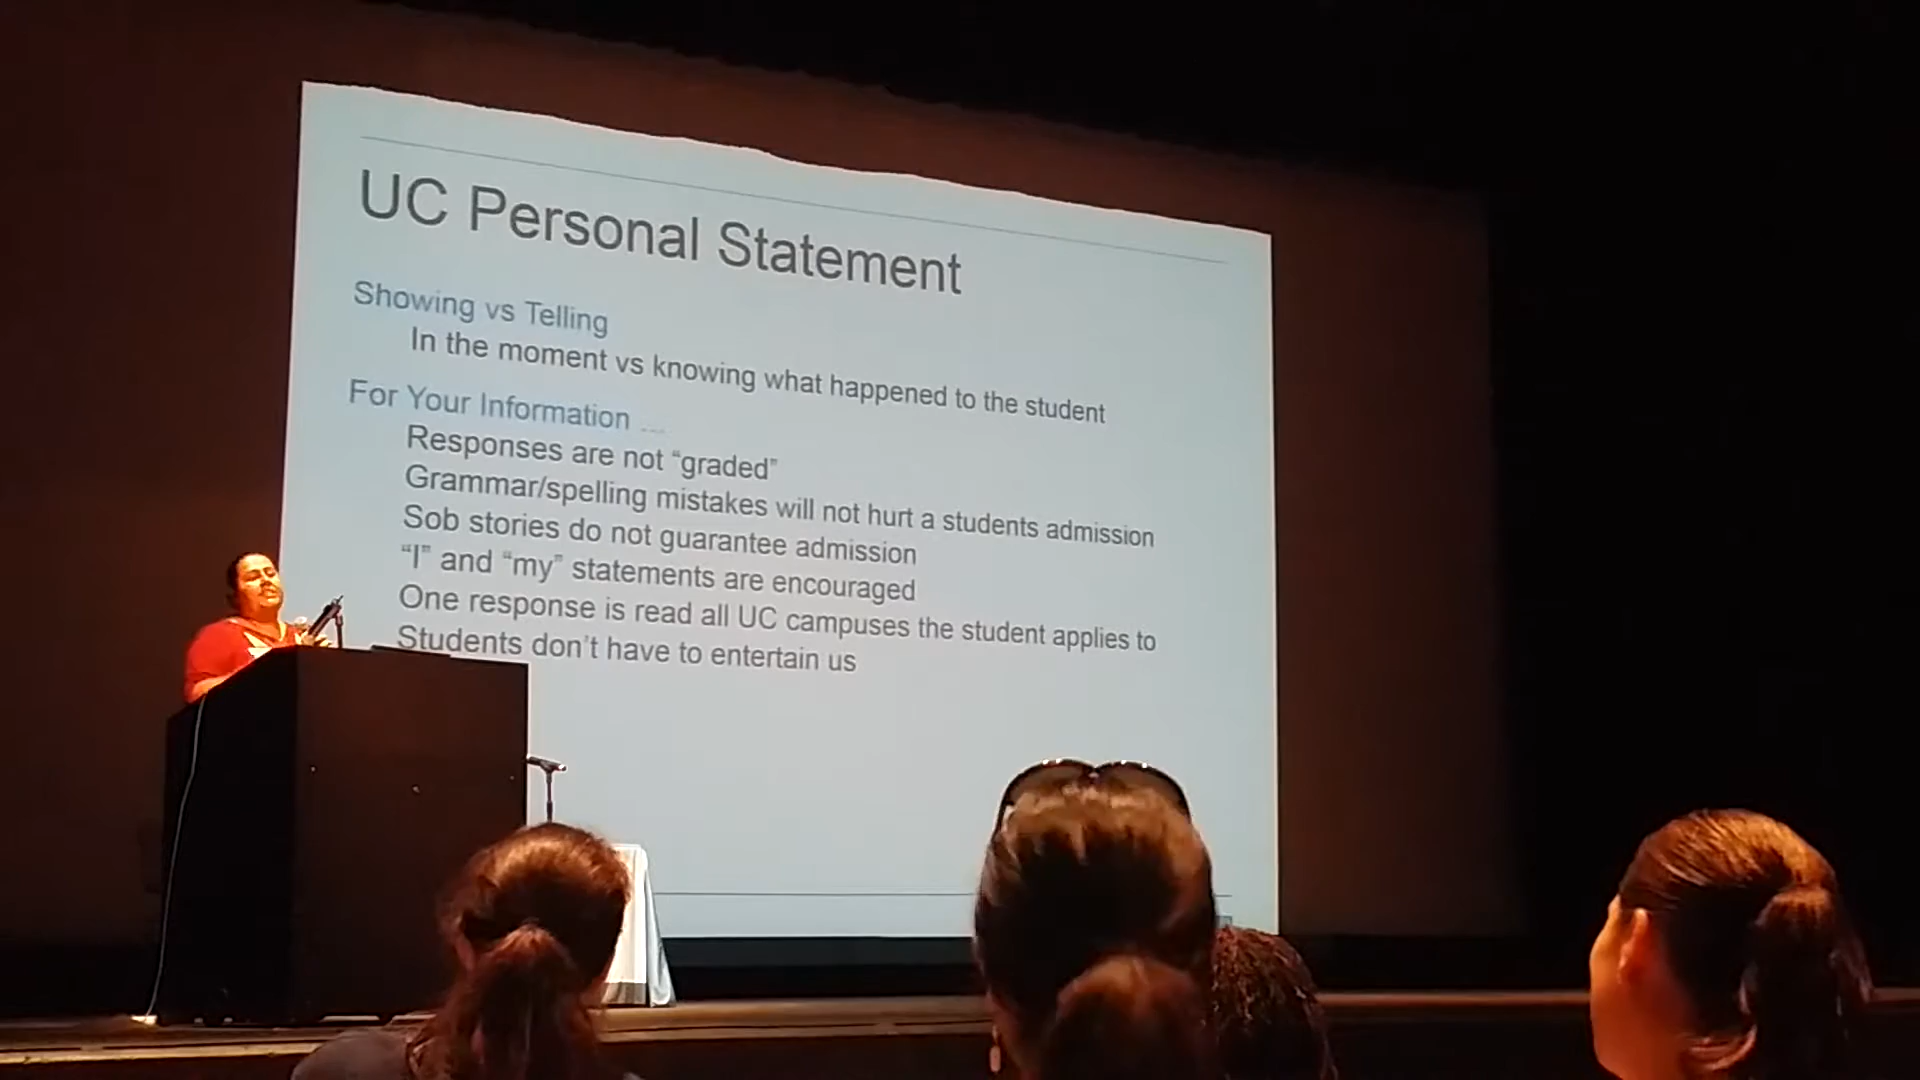 UC Personal Statement
Showing vs Telling
In the moment vs knowing what happened to the student
For Your Information ...
Responses are not “graded”
Grammar/spelling mistakes will not hurt a students admission
Sob stories do not guarantee admission
“I” and “my” statements are encouraged
One response is read all UC campuses the student applies to
Students don’t have to entertain us